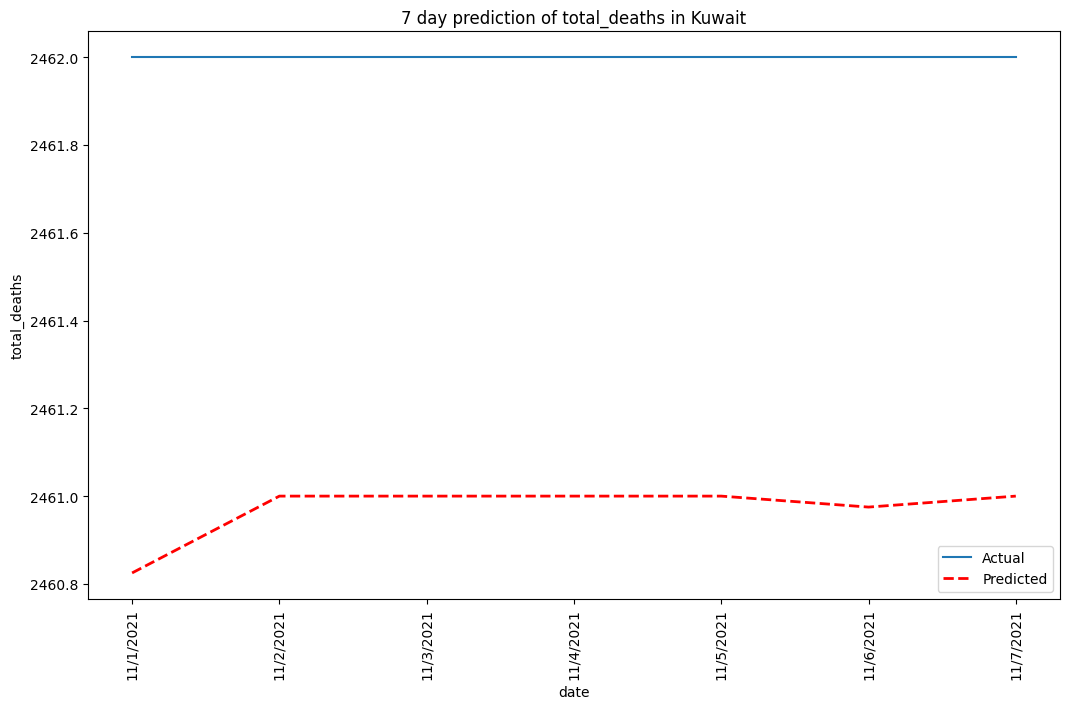 7 day prediction of total_deaths in Kuwait
total_deaths
2462.0
2461.8
2461.6
2461.4
2461.2
2461.0
2460.8
Actual
Predicted
11/1/2021
11/2/2021
11/3/2021
11/4/2021
11/5/2021
11/6/2021
11/7/2021
date